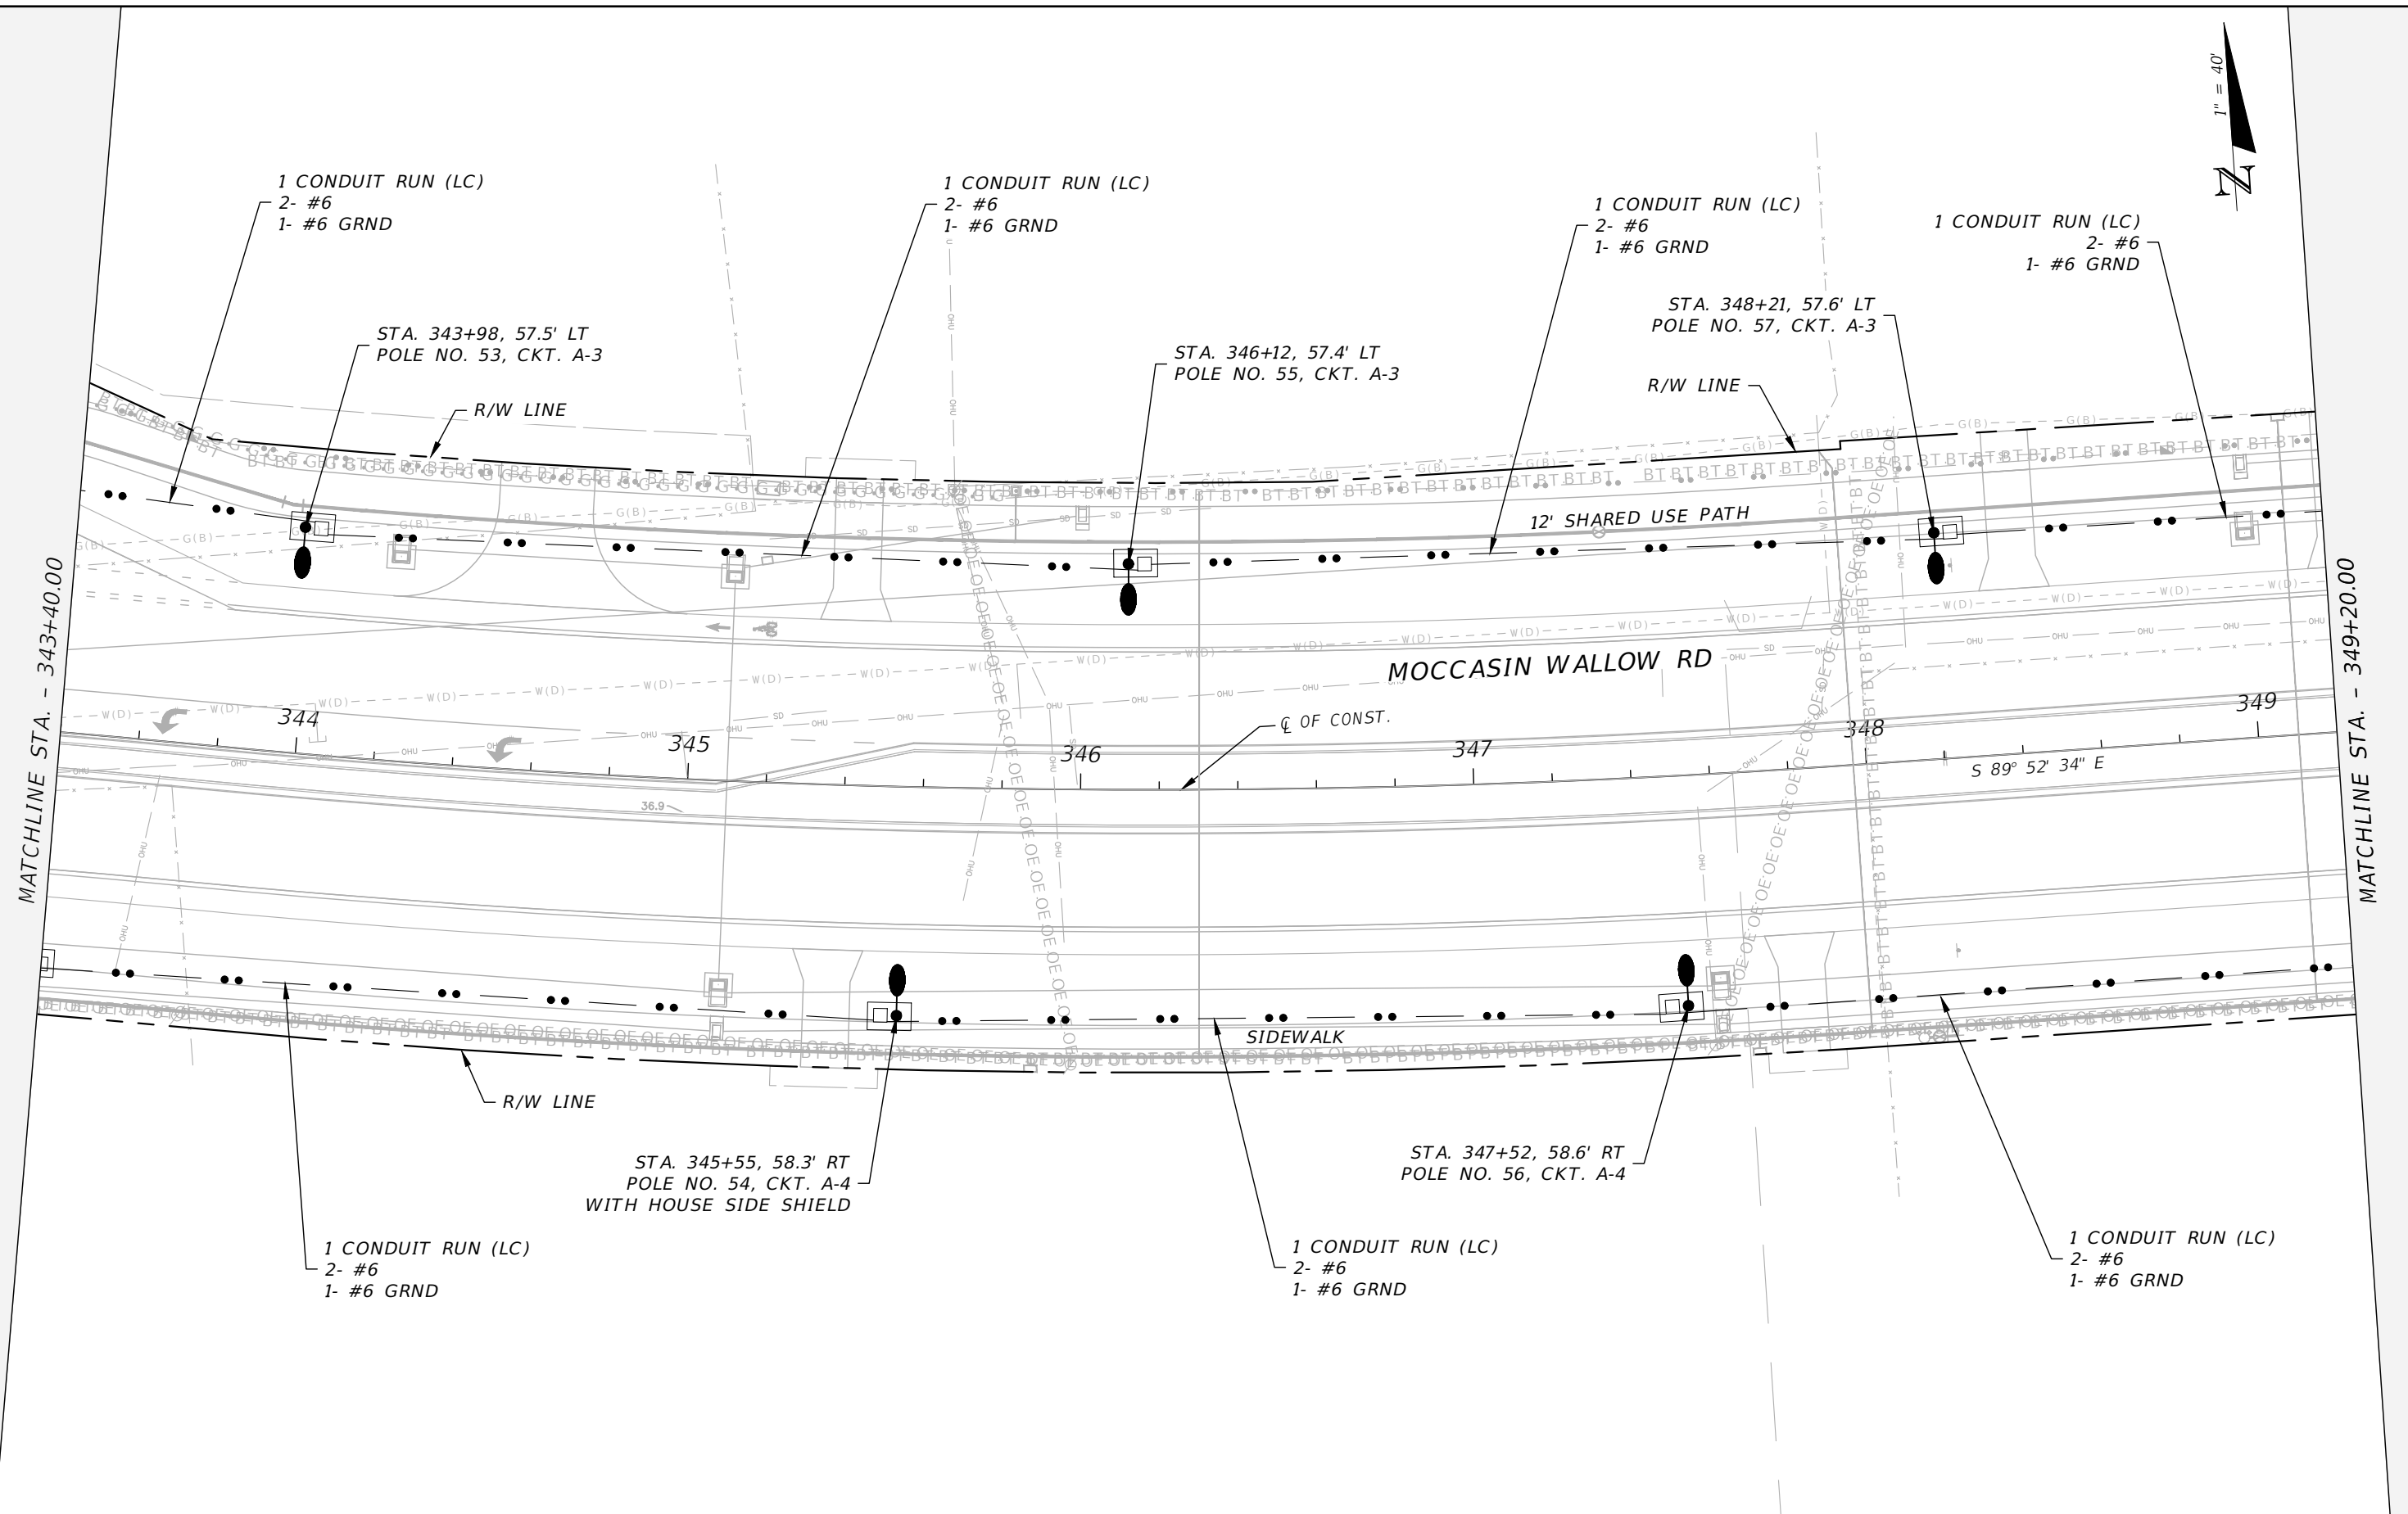 1" = 40'
N
1 CONDUIT RUN (LC)
2- #6
1- #6 GRND
1 CONDUIT RUN (LC)
2- #6
1- #6 GRND
1 CONDUIT RUN (LC)
2- #6
1- #6 GRND
1 CONDUIT RUN (LC)
2- #6
1- #6 GRND
STA. 343+98, 57.5' LT
POLE NO. 53, CKT. A-3
STA. 346+12, 57.4' LT
POLE NO. 55, CKT. A-3
STA. 348+21, 57.6' LT
POLE NO. 57, CKT. A-3
R/W LINE
R/W LINE
12' SHARED USE PATH
MATCHLINE STA. - 343+40.00
MATCHLINE STA. - 349+20.00
MOCCASIN WALLOW RD
℄ OF CONST.
344
345
346
347
348
349
S 89° 52' 34" E
36.9
SIDEWALK
R/W LINE
STA. 345+55, 58.3' RT
POLE NO. 54, CKT. A-4
WITH HOUSE SIDE SHIELD
STA. 347+52, 58.6' RT
POLE NO. 56, CKT. A-4
1 CONDUIT RUN (LC)
2- #6
1- #6 GRND
1 CONDUIT RUN (LC)
2- #6
1- #6 GRND
1 CONDUIT RUN (LC)
2- #6
1- #6 GRND